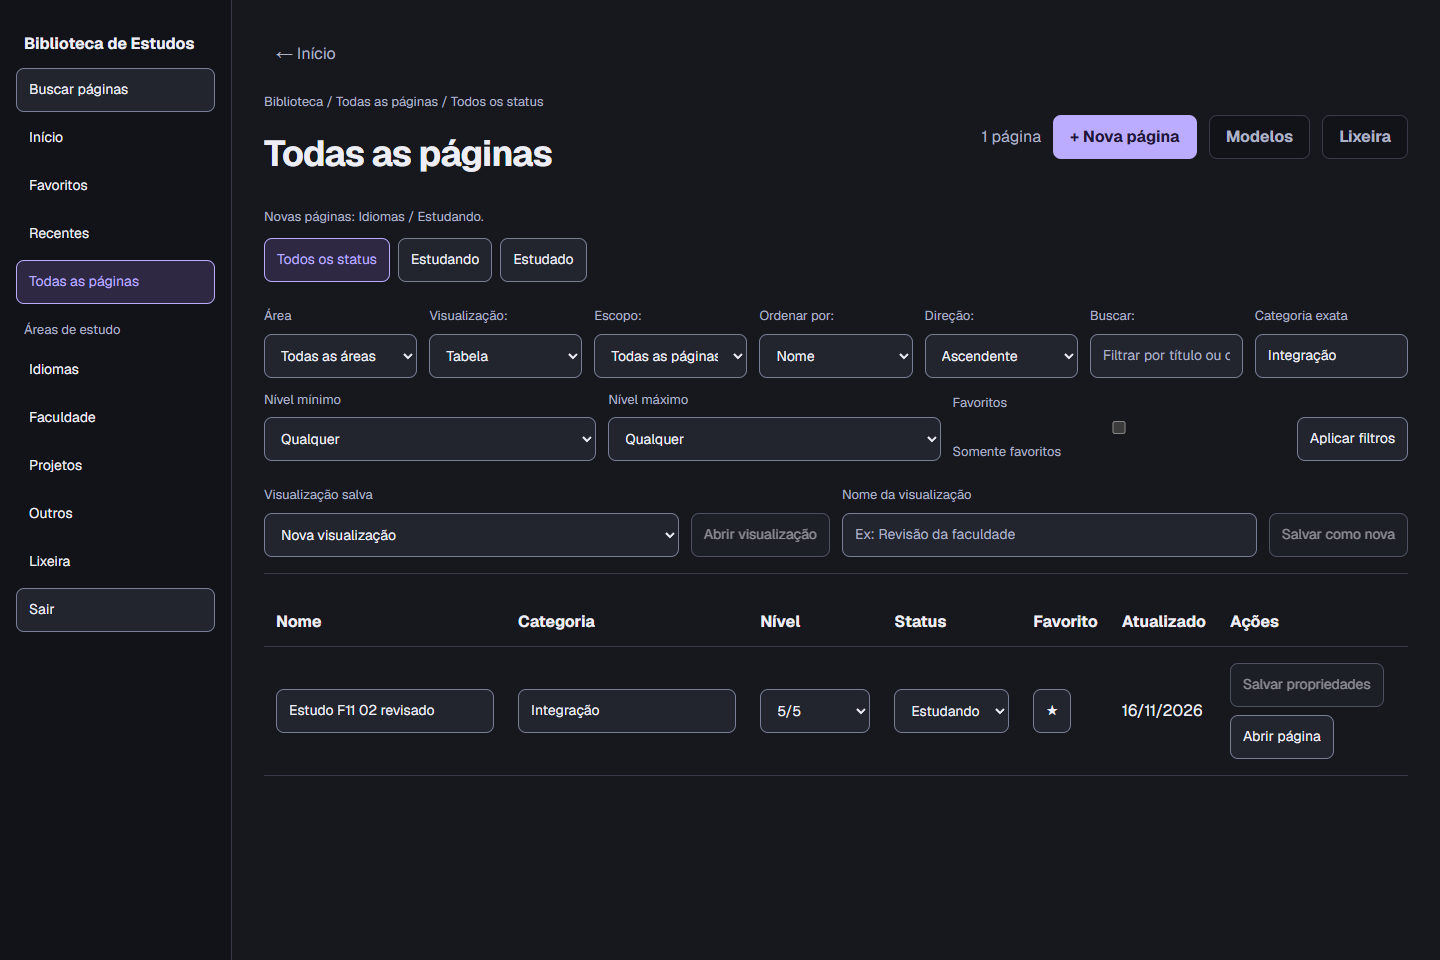 Biblioteca de Estudos
Buscar páginas
Início
Favoritos
Recentes
Todas as páginas
Áreas de estudo
Idiomas
Faculdade
Projetos
Outros
Lixeira
Sair
← Início
Biblioteca / Todas as páginas / Todos os status
Todas as páginas
1 página
+ Nova página
Modelos
Lixeira
Novas páginas: Idiomas / Estudando.
Todos os status
Estudando
Estudado
Área
Visualização:
Escopo:
Ordenar por:
Direção:
Buscar:
Categoria exata
Todas as áreas
Tabela
Todas as páginas
Nome
Ascendente
Filtrar por título ou c
Integração
Nível mínimo
Nível máximo
Favoritos
Qualquer
Qualquer
Somente favoritos
Aplicar filtros
Visualização salva
Nome da visualização
Nova visualização
Abrir visualização
Ex: Revisão da faculdade
Salvar como nova
Nome
Categoria
Nível
Status
Favorito
Atualizado
Ações
Estudo F11 02 revisado
Integração
5/5
Estudando
★
16/11/2026
Salvar propriedades
Abrir página